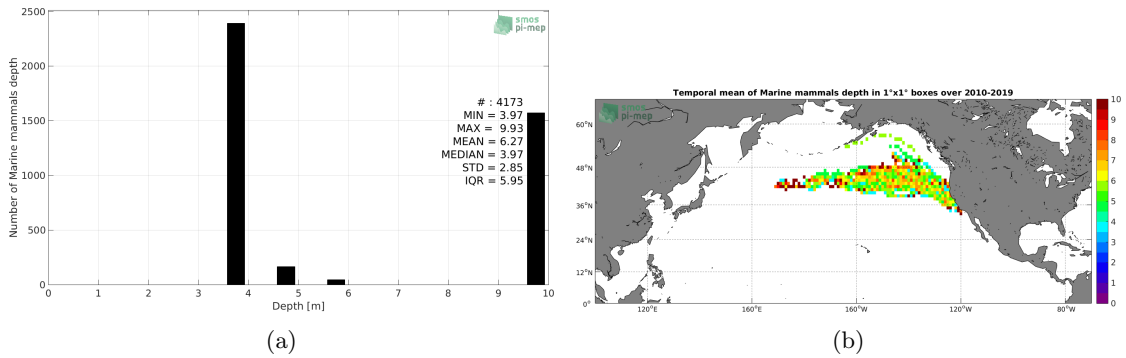 2500
2000
1500
1000
500
0
Number of Marine mammals depth
smos
pi-mep
# : 4173
MIN = 3.97
MAX = 9.93
MEAN = 6.27
MEDIAN = 3.97
STD = 2.85
IQR = 5.95
0 1 2 3 4 5 6 7 8 9 10
Depth [m]
(a)
Temporal mean of Marine mammals depth in 1°x1° boxes over 2010-2019
smos
pi-mep
60°N
48°N
36°N
24°N
12°N
0°
120°E 160°E 160°W 120°W 80°W
10
9
8
7
6
5
4
3
2
1
0
(b)